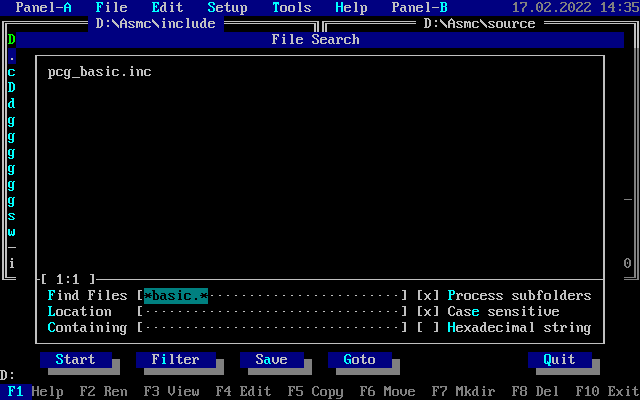 Panel-A File Edit Setup Tools Help Panel-B 17.02.2022 14:35
D:\Asmc\include D:\Asmc\source
D File Search
.
c pcg_basic.inc
D
d
g
g
g
g
g
g
s
w
i [ 1:1 ] 0
Find Files [*basic.*································] [x] Process subfolders
Location [································] [x] Case sensitive
Containing [································] [ ] Hexadecimal string
Start Filter Save Goto Quit
D:
F1 Help F2 Ren F3 View F4 Edit F5 Copy F6 Move F7 Mkdir F8 Del F10 Exit